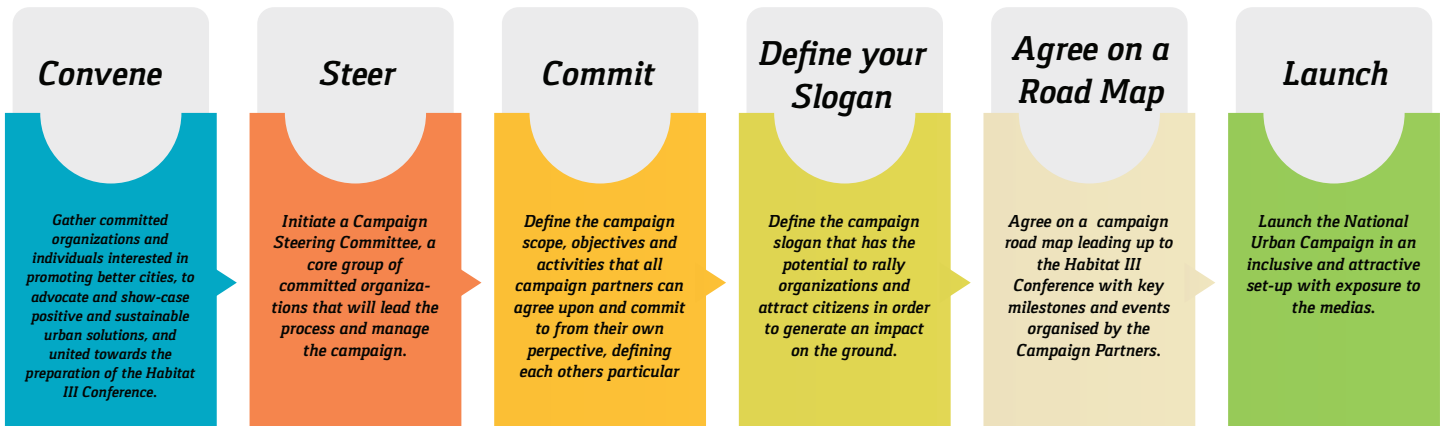 Convene
Gather committed
organizations and
individuals interested in
promoting better cities, to
advocate and show-case
positive and sustainable
urban solutions, and
united towards the
preparation of the Habitat
III Conference.
Steer
Initiate a Campaign
Steering Committee, a
core group of
committed organiza-
tions that will lead the
process and manage
the campaign.
Commit
Define the campaign
scope, objectives and
activities that all
campaign partners can
agree upon and commit
to from their own
perpective, defining
each others particular
Define your
Slogan
Define the campaign
slogan that has the
potential to rally
organizations and
attract citizens in order
to generate an impact
on the ground.
Agree on a
Road Map
Agree on a campaign
road map leading up to
the Habitat III
Conference with key
milestones and events
organised by the
Campaign Partners.
Launch
Launch the National
Urban Campaign in an
inclusive and attractive
set-up with exposure to
the medias.